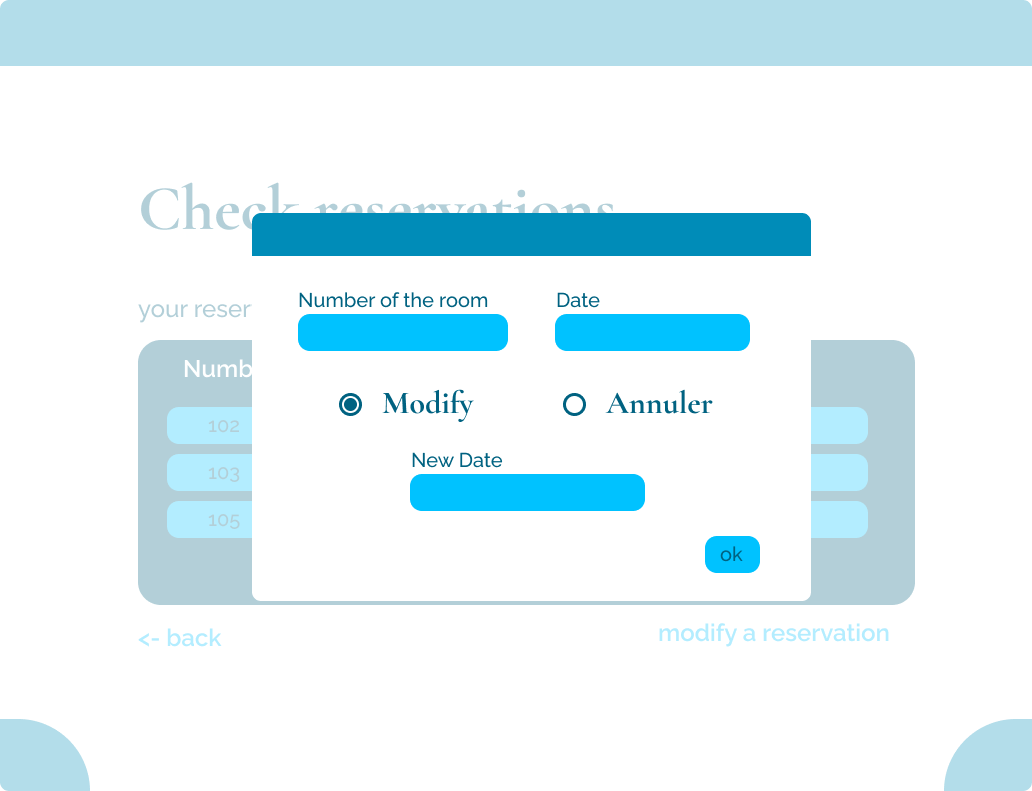 Check reservations
your reser
Numb
102
103
105
Number of the room
Date
Modify
Annuler
New Date
ok
<- back
modify a reservation